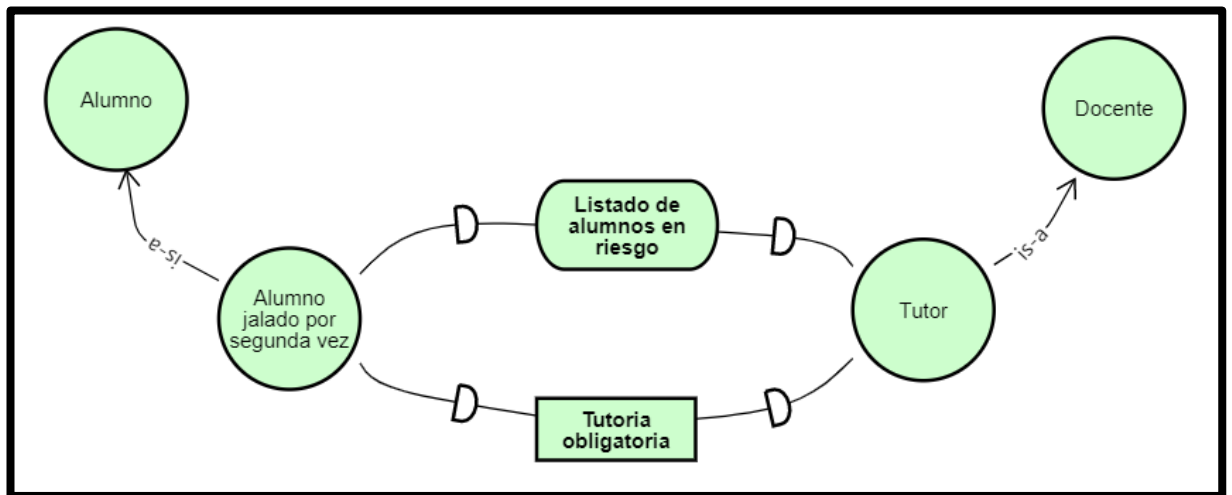 Alumno
Docente
Listado de
alumnos en
riesgo
is-a
is-a
Alumno
jalado por
segunda vez
Tutor
Tutoria
obligatoria